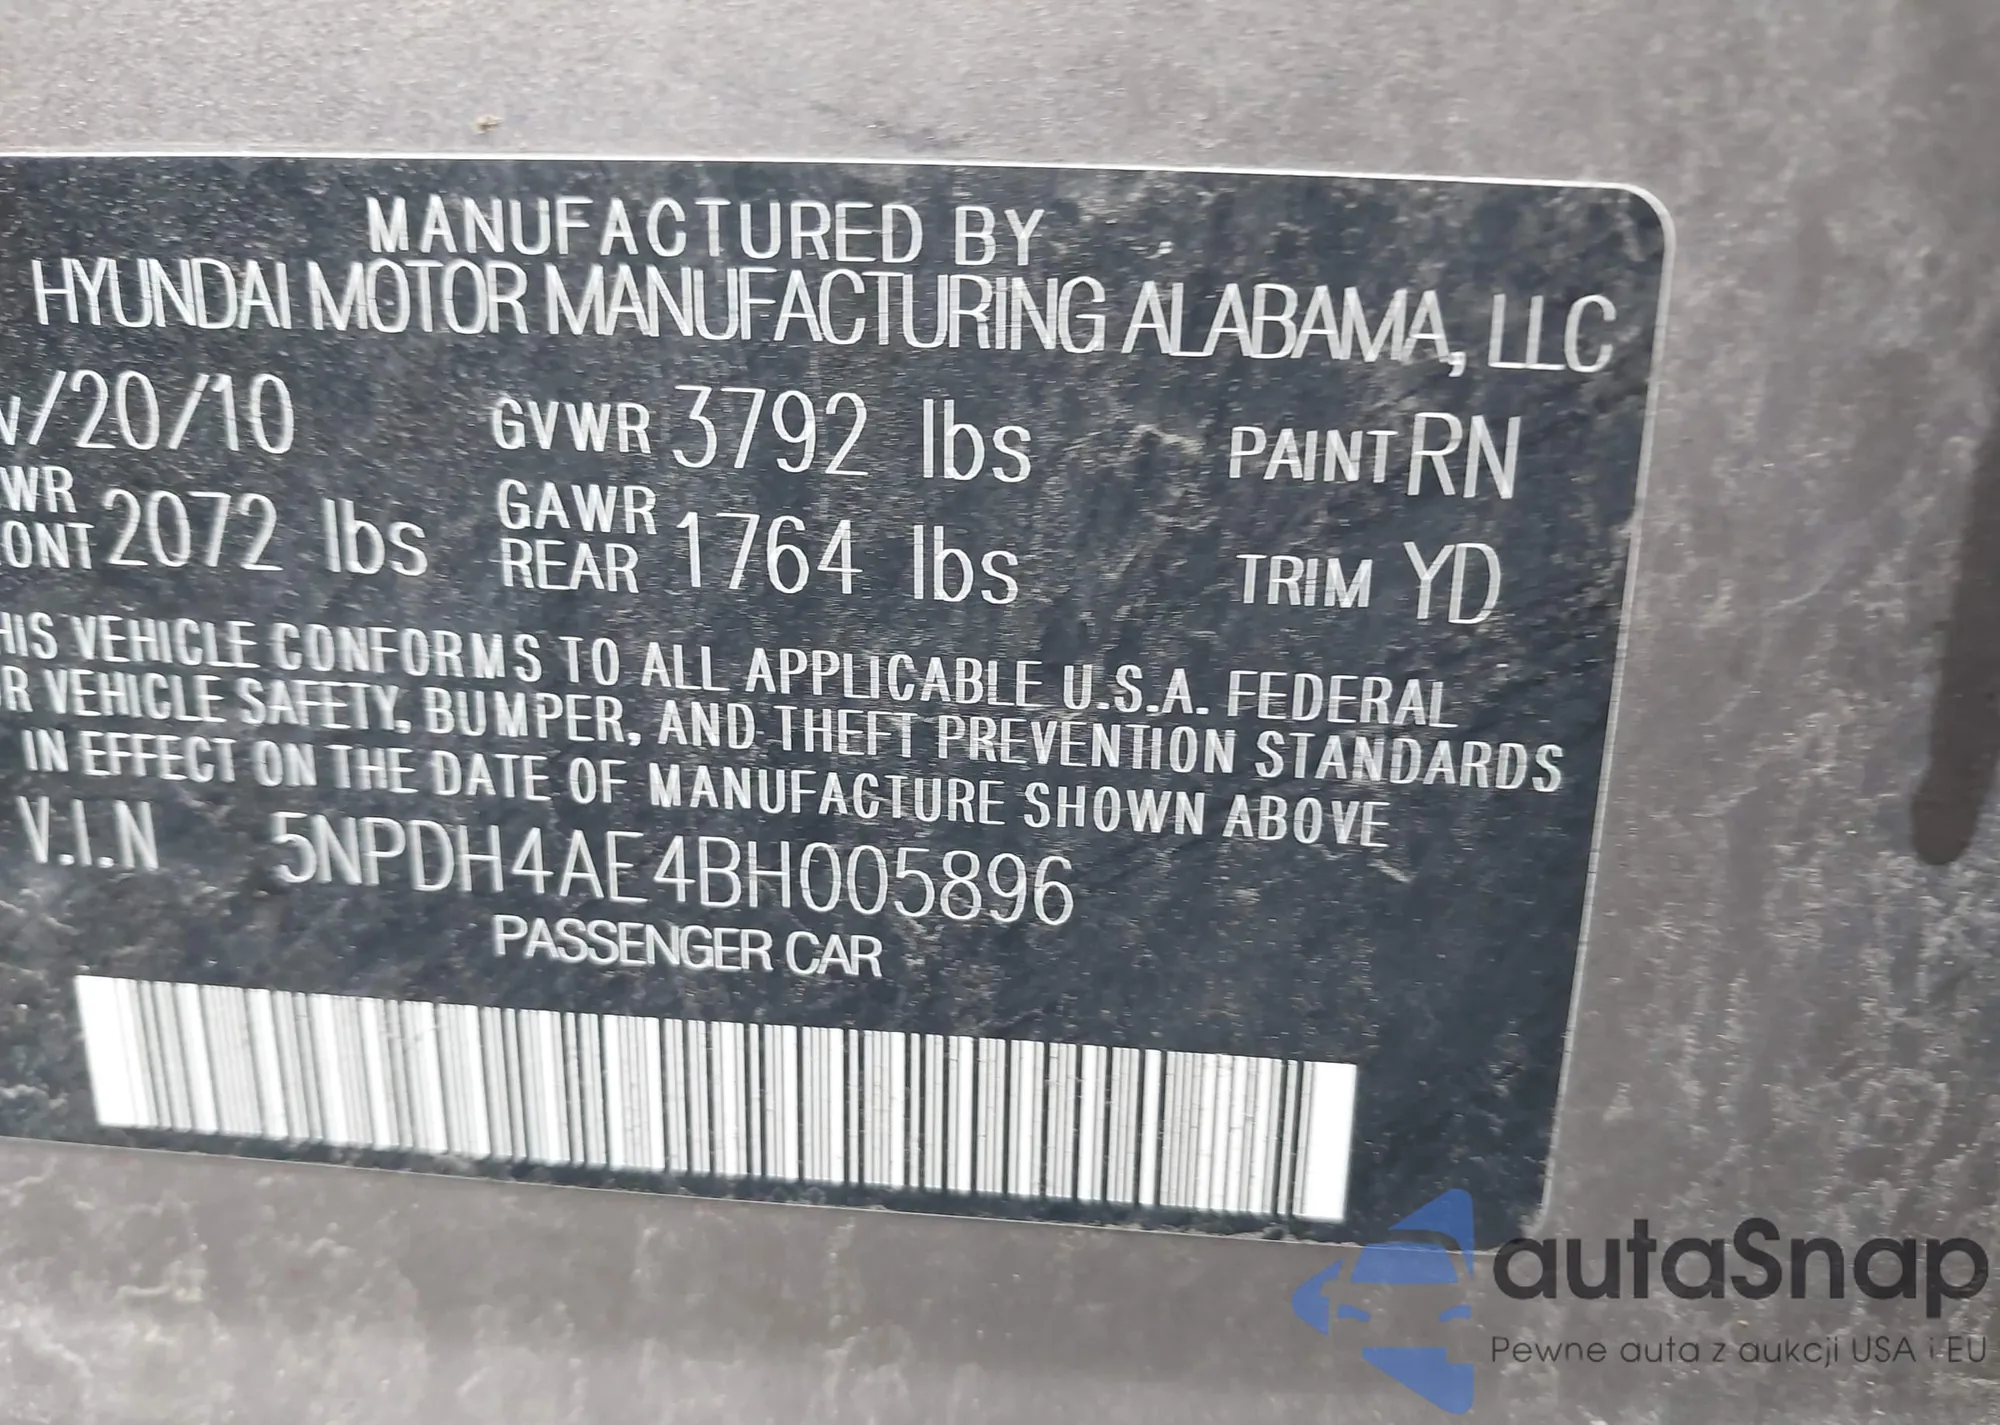 MANUFACTURED BY
HYUNDAI MOTOR MANUFACTURING ALABAMA, LLC
/20/10 GVWR 3792 lbs PAINT RN
WR GAWR
ONT 2072 lbs REAR 1764 lbs TRIM YD
HIS VEHICLE CONFORMS TO ALL APPLICABLE U.S.A. FEDERAL
R VEHICLE SAFETY, BUMPER, AND THEFT PREVENTION STANDARDS
IN EFFECT ON THE DATE OF MANUFACTURE SHOWN ABOVE
V.I.N 5NPDH4AE4BH005896
PASSENGER CAR
autaSnap
Pewne auta z aukcji USA i EU